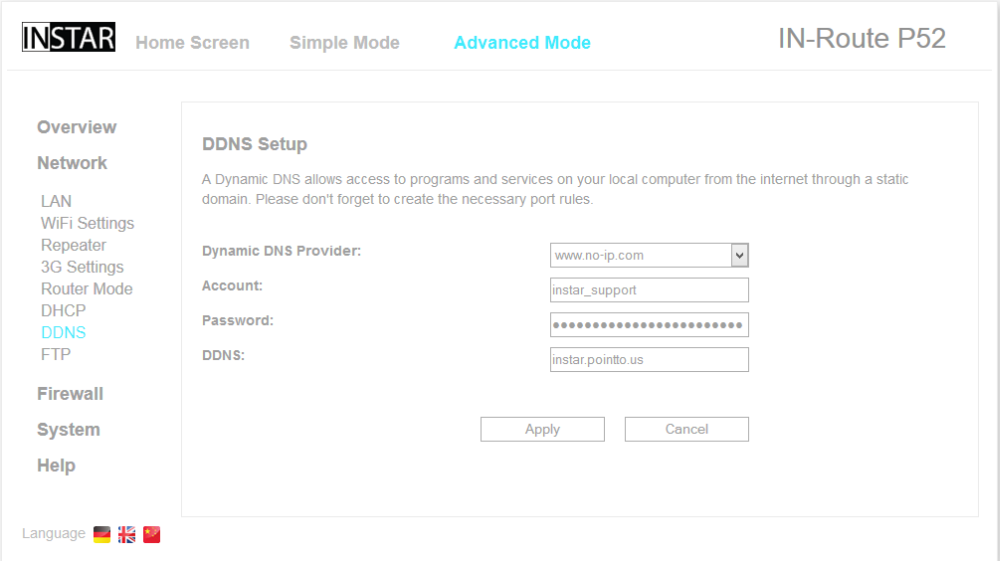 INSTAR Home Screen Simple Mode Advanced Mode IN-Route P52
Overview
Network
LAN
WiFi Settings
Repeater
3G Settings
Router Mode
DHCP
DDNS
FTP
Firewall
System
Help
Language
DDNS Setup
A Dynamic DNS allows access to programs and services on your local computer from the internet through a static
domain. Please don't forget to create the necessary port rules.
Dynamic DNS Provider: www.no-ip.com
Account: instar_support
Password: ●●●●●●●●●●●●●●●●●●●●●●●●
DDNS: instar.pointto.us
Apply Cancel